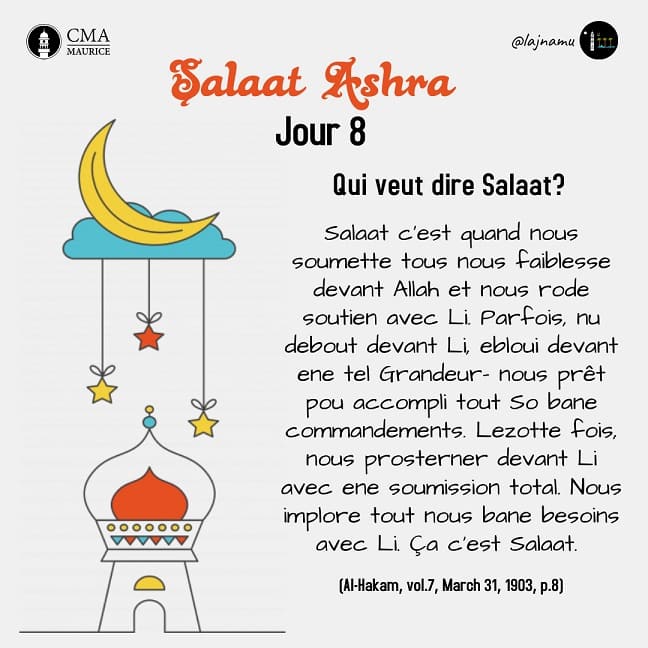 CMA
MAURICE
@lajnamu
Salaat Ashra
Jour 8
Qui veut dire Salaat?
Salaat c'est quand nous
soumette tous nous faiblesse
devant Allah et nous rode
soutien avec Li. Parfois, nu
debout devant Li, ebloui devant
ene tel Grandeur- nous prêt
pou accompli tout So bane
commandements. Lezotte fois,
nous prosterner devant Li
avec ene soumission total. Nous
implore tout nous bane besoins
avec Li. Ça c'est Salaat.
(Al-Hakam, vol.7, March 31, 1903, p.8)